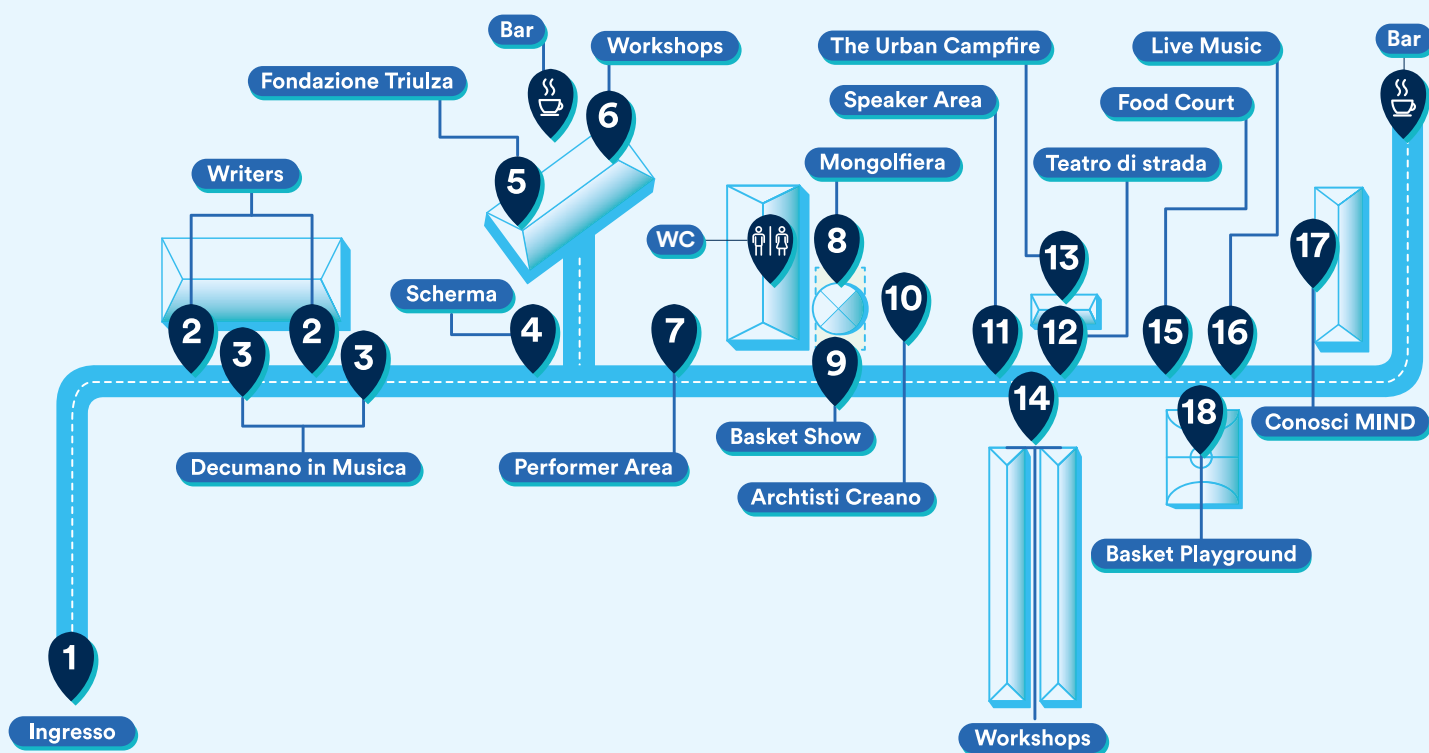 Bar
Workshops
The Urban Campfire
Live Music
Bar
Fondazione Triulza
Speaker Area
Food Court
6
Writers
5
Mongolfiera
Teatro di strada
WC
8
13
17
Scherma
10
2
3
2
3
4
7
9
11
12
15
16
14
18
Conosci MIND
Basket Show
Decumano in Musica
Performer Area
Archtisti Creano
Basket Playground
1
Ingresso
Workshops